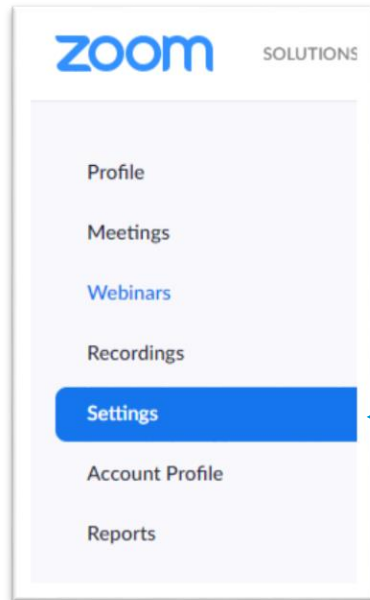 zoom SOLUTIONS
Profile
Meetings
Webinars
Recordings
Settings
Account Profile
Reports